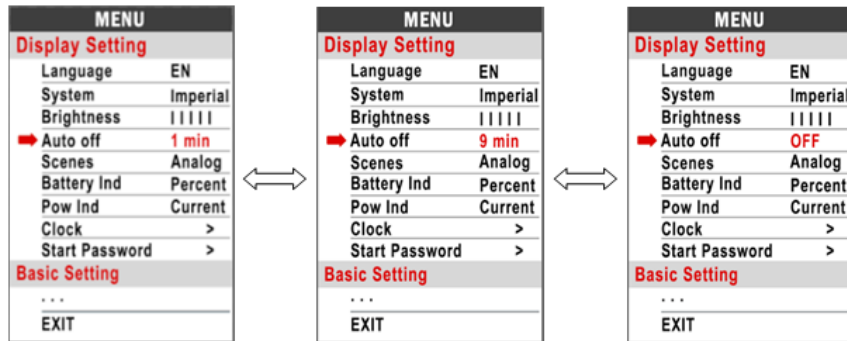 MENU
Display Setting
Language EN
System Imperial
Brightness I I I I I
Auto off 1 min
Scenes Analog
Battery Ind Percent
Pow Ind Current
Clock >
Start Password >
Basic Setting
...
EXIT
MENU
Display Setting
Language EN
System Imperial
Brightness I I I I I
Auto off 9 min
Scenes Analog
Battery Ind Percent
Pow Ind Current
Clock >
Start Password >
Basic Setting
...
EXIT
MENU
Display Setting
Language EN
System Imperial
Brightness I I I I I
Auto off OFF
Scenes Analog
Battery Ind Percent
Pow Ind Current
Clock >
Start Password >
Basic Setting
...
EXIT